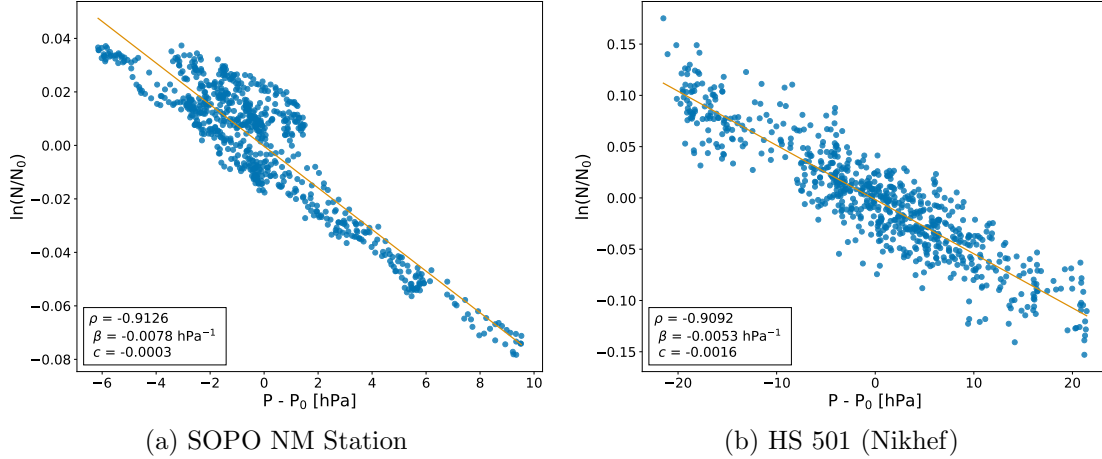 ln(N/N₀)
0.04
0.02
0.00
−0.02
−0.04
−0.06
−0.08
ρ = -0.9126
β = -0.0078 hPa⁻¹
c = -0.0003
−6 −4 −2 0 2 4 6 8 10
P - P₀ [hPa]
(a) SOPO NM Station
ln(N/N₀)
0.15
0.10
0.05
0.00
−0.05
−0.10
−0.15
ρ = -0.9092
β = -0.0053 hPa⁻¹
c = -0.0016
−20 −10 0 10 20
P - P₀ [hPa]
(b) HS 501 (Nikhef)